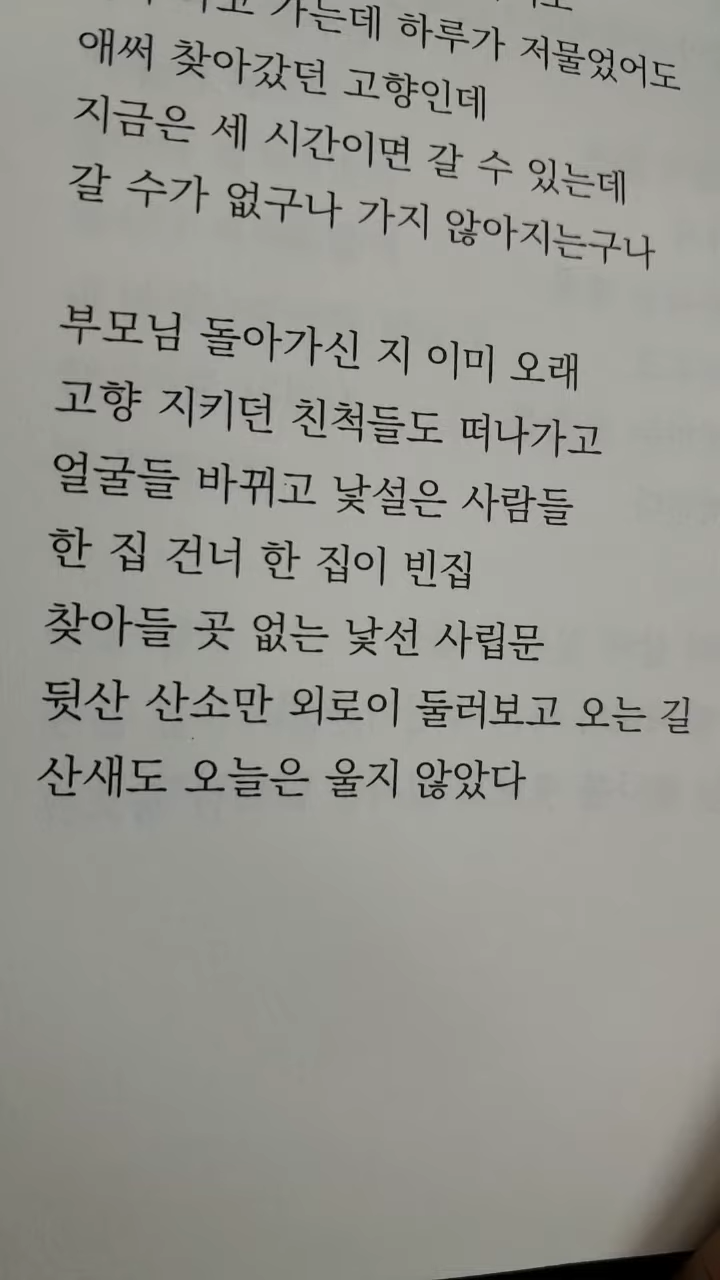 가는데 하루가 저물었어도
애써 찾아갔던 고향인데
지금은 세 시간이면 갈 수 있는데
갈 수가 없구나 가지 않아지는구나
부모님 돌아가신 지 이미 오래
고향 지키던 친척들도 떠나가고
얼굴들 바뀌고 낯설은 사람들
한 집 건너 한 집이 빈집
찾아들 곳 없는 낯선 사립문
뒷산 산소만 외로이 둘러보고 오는 길
산새도 오늘은 울지 않았다